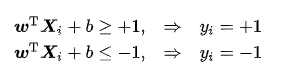 𝒘ᵀ𝑿ᵢ + b ≥ +1, ⇒ yᵢ = +1
𝒘ᵀ𝑿ᵢ + b ≤ −1, ⇒ yᵢ = −1